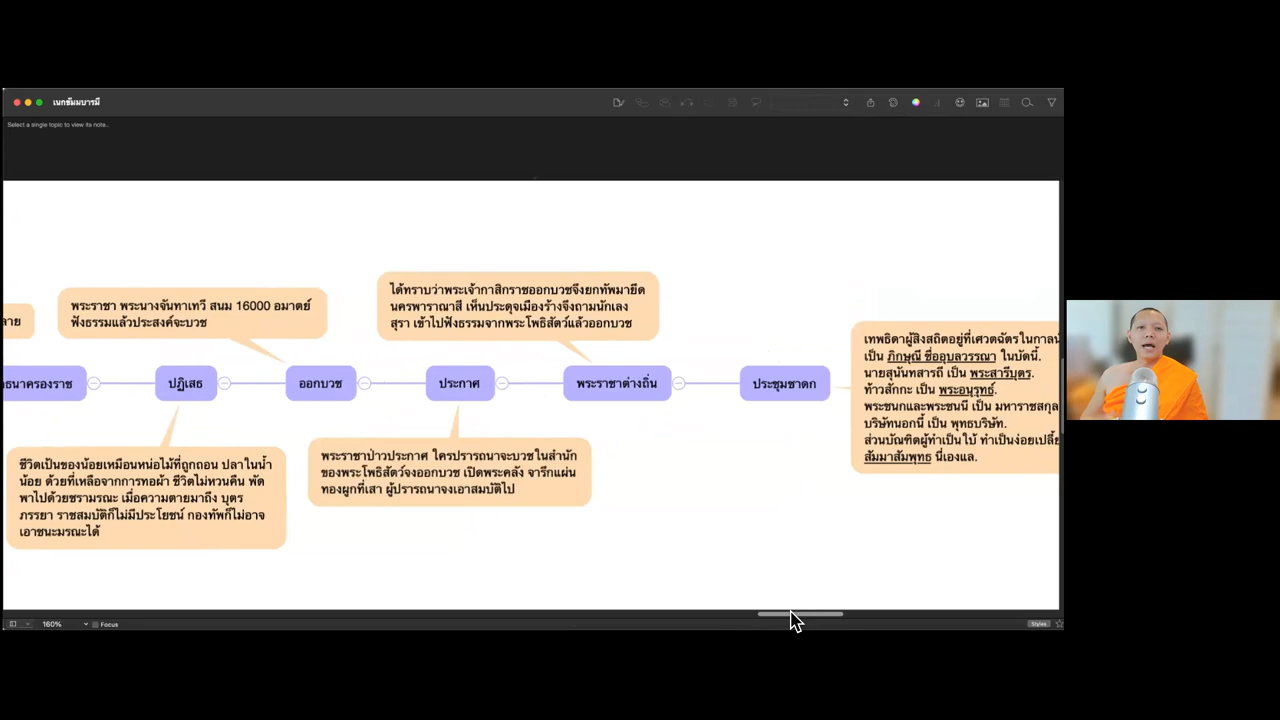 เนกขัมมบารมี
Select a single topic to view its note..
ลาย
พระราชา พระนางจันทาเทวี สนม 16000 อมาตย์
ฟังธรรมแล้วประสงค์จะบวช
ได้ทราบว่าพระเจ้ากาสิกราชออกบวชจึงยกทัพมายึด
นครพาราณาสี เห็นประตุจเมืองร้างจึงถามนักเลง
สุรา เข้าไปฟังธรรมจากพระโพธิสัตว์แล้วออกบวช
ธนาครองราช
ปฏิเสธ
ออกบวช
ประกาศ
พระราชาต่างถิ่น
ประชุมชาดก
เทพธิดาผู้สิงสถิตอยู่ที่เศวตฉัตรในกาลนั้
เป็น ภิกษุณี ชื่ออุบลวรรณา ในบัดนี้.
นายสุนันทสารถี เป็น พระสารีบุตร.
ท้าวสักกะ เป็น พระอนุรุทธ์.
พระชนกและพระชนนี เป็น มหาราชสกุล
บริษัทนอกนี้ เป็น พุทธบริษัท.
ส่วนบัณฑิตผู้ทำเป็นใบ้ ทำเป็นง่อยเปลี้ย
สัมมาสัมพุทธ นี่เองแล.
ชีวิตเป้นของน้อยเหมือนหน่อไม้ที่ถูกถอน ปลาในน้ำ
น้อย ด้วยที่เหลือจากการทอผ้า ชีวิตไม่หวนคืน พัด
พาไปด้วยชรามรณะ เมื่อความตายมาถึง บุตร
ภรรยา ราชสมบัติก็ไม่มีประโยชน์ กองทัพก็ไม่อาจ
เอาชนะมรณะได้
พระราชาป่าวประกาศ ใครปรารถนาจะบวชในสำนัก
ของพระโพธิสัตว์จงออกบวช เปิดพระคลัง จารึกแผ่น
ทองผูกที่เสา ผู้ปรารถนาจงเอาสมบัติไป
160%
Focus
Styles